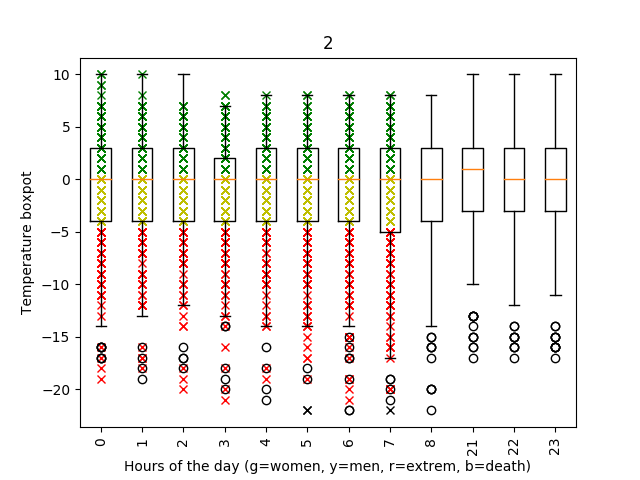 2
Temperature boxpot
10
5
0
−5
−10
−15
−20
0 1 2 3 4 5 6 7 8 21 22 23
Hours of the day (g=women, y=men, r=extrem, b=death)